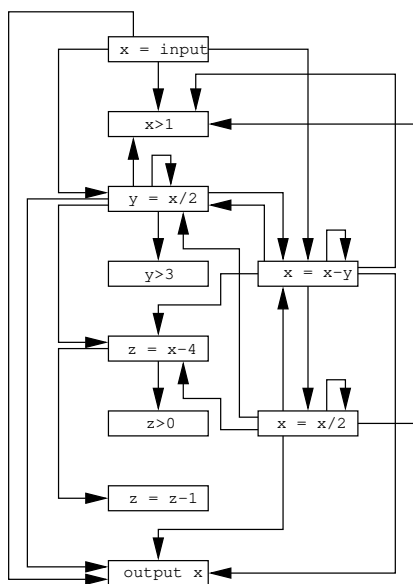 x = input
x>1
y = x/2
y>3
x = x-y
z = x-4
z>0
x = x/2
z = z-1
output x